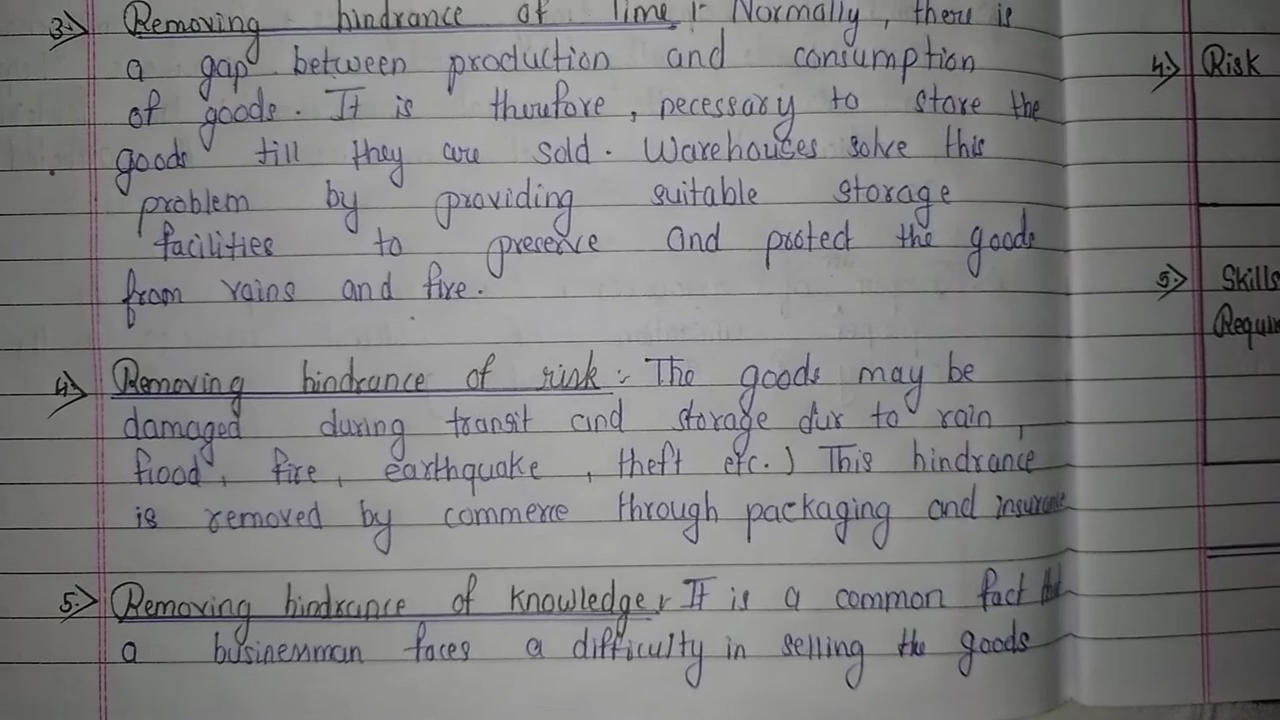 3.> Removing hindrance of Time :- Normally, there is
a gap between production and consumption
of goods. It is therefore, necessary to store the
goods till they are sold. Warehouses solve this
problem by providing suitable storage
facilities to preserve and protect the goods
from rains and fire.
4.> Removing hindrance of risk :- The goods may be
damaged during transit and storage dur to rain,
flood, fire, earthquake, theft etc.) This hindrance
is removed by commerce through packaging and insurance
5.> Removing hindrance of knowledge :- It is a common fact that
a businessman faces a difficulty in selling the goods
4.> Risk
5.> Skills
Requir